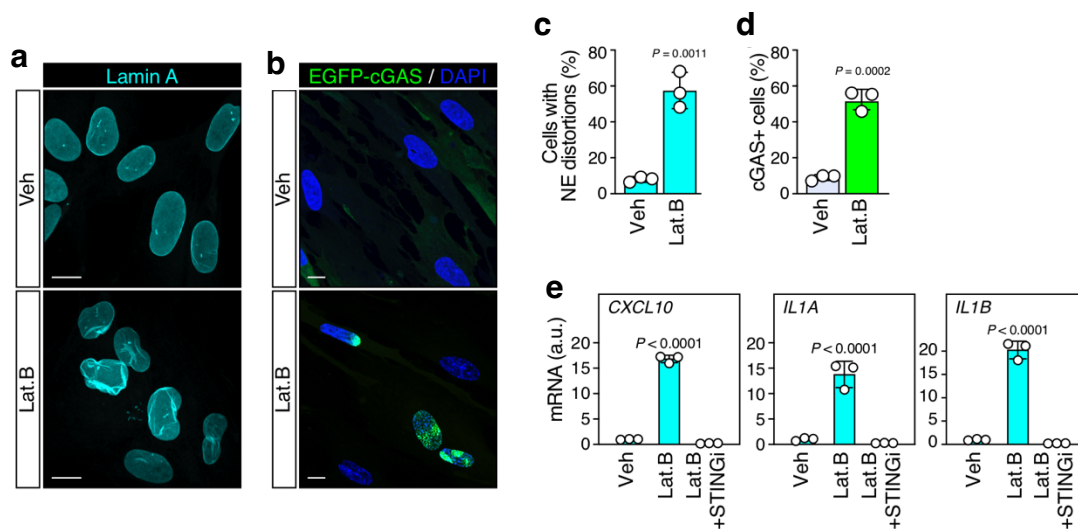 a
Lamin A
Veh
Lat.B
b
EGFP-cGAS / DAPI
Veh
Lat.B
c
Cells with
NE distortions (%)
80
60
40
20
0
P = 0.0011
Veh
Lat.B
d
cGAS+ cells (%)
80
60
40
20
0
P = 0.0002
Veh
Lat.B
e
mRNA (a.u.)
CXCL10
20
15
10
5
0
P < 0.0001
Veh
Lat.B
Lat.B
+STINGi
IL1A
20
15
10
5
0
P < 0.0001
Veh
Lat.B
Lat.B
+STINGi
IL1B
20
15
10
5
0
P < 0.0001
Veh
Lat.B
Lat.B
+STINGi